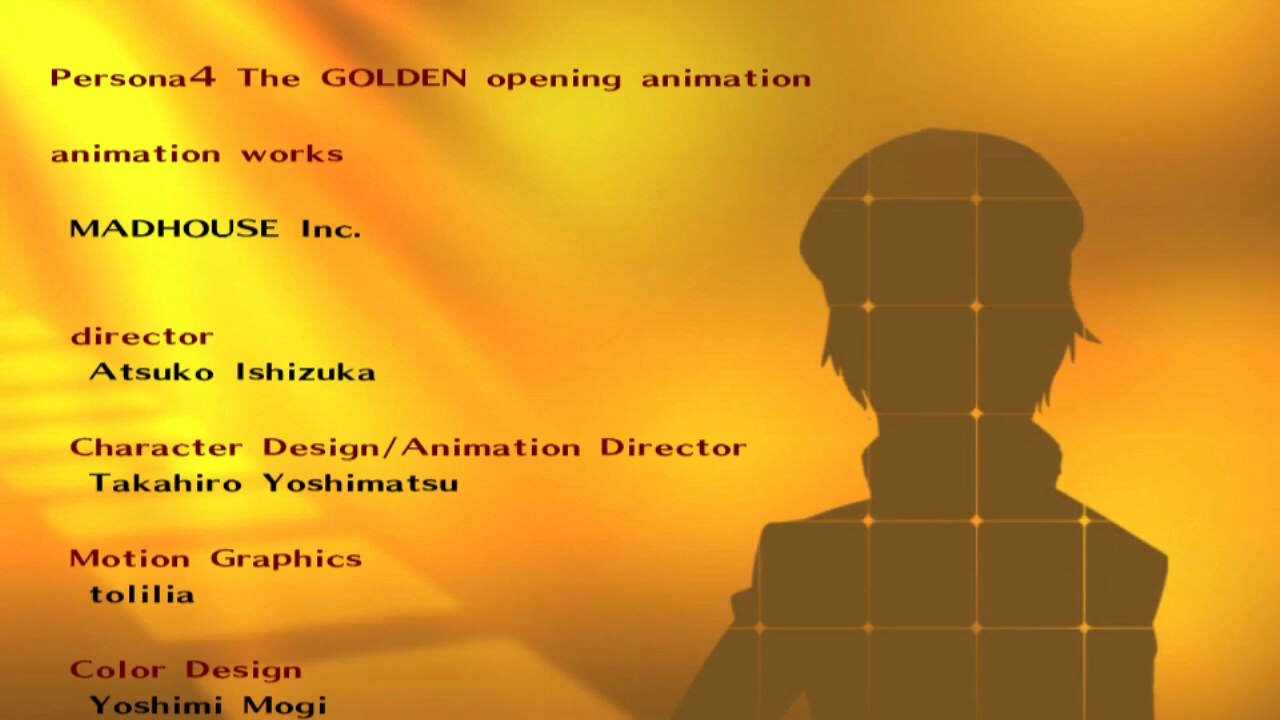 Persona4 The GOLDEN opening animation
animation works
MADHOUSE Inc.
director
Atsuko Ishizuka
Character Design/Animation Director
Takahiro Yoshimatsu
Motion Graphics
tolilia
Color Design
Yoshimi Mogi